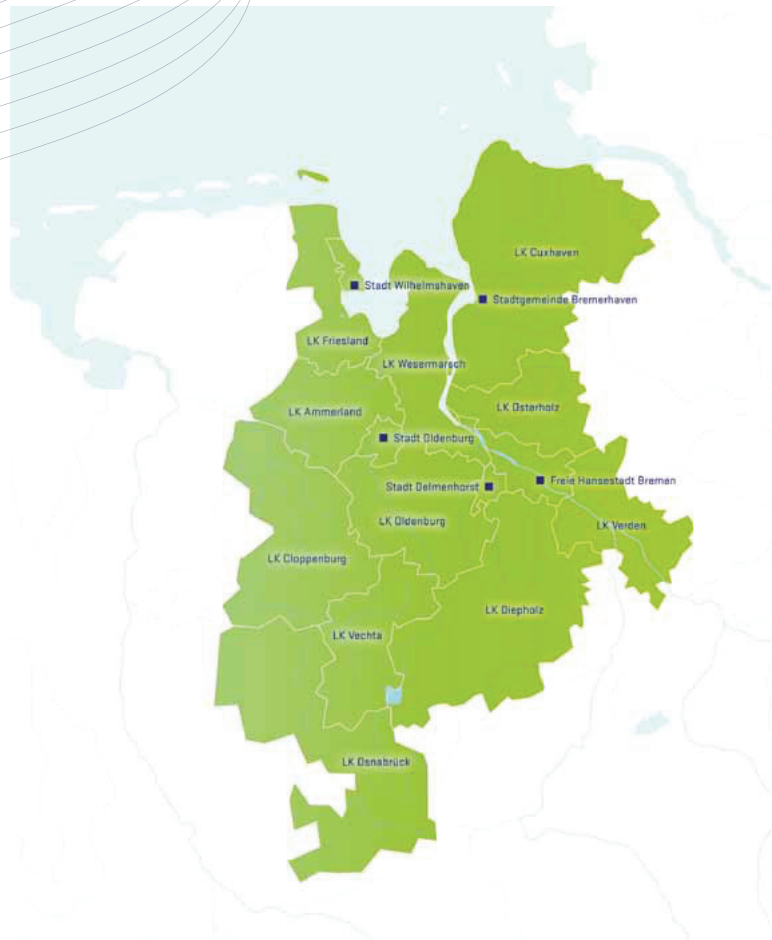 LK Cuxhaven
Stadt Wilhelmshaven
Stadtgemeinde Bremerhaven
LK Friesland
LK Wesermarsch
LK Ammerland
LK Osterholz
Stadt Oldenburg
Freie Hansestadt Bremen
Stadt Delmenhorst
LK Oldenburg
LK Verden
LK Cloppenburg
LK Diepholz
LK Vechta
LK Osnabrück